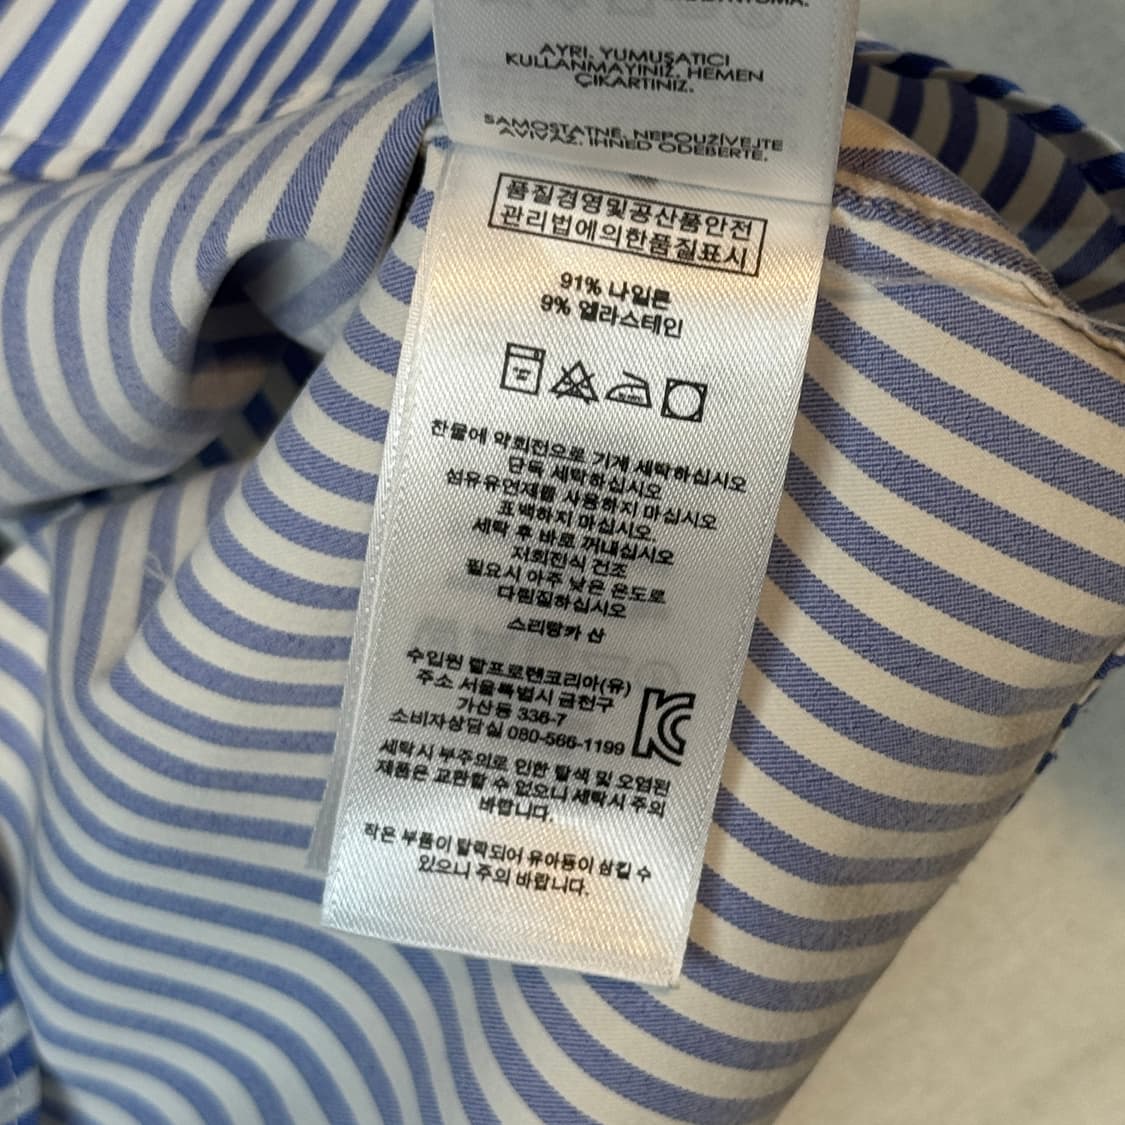 AYRI. YUMUŞATICI
KULLANMAYINIZ. HEMEN
ÇIKARTINIZ.
SAMOSTATNĚ. NEPOUŽÍVEJTE
AVIVÁŽ. IHNED ODEBERTE.
품질경영및공산품안전
관리법에의한품질표시
91% 나일론
9% 엘라스테인
찬물에 약회전으로 기계 세탁하십시오
단독 세탁하십시오
섬유유연제를 사용하지 마십시오
표백하지 마십시오
세탁 후 바로 꺼내십시오
저회전식 건조
필요시 아주 낮은 온도로
다림질하십시오
스리랑카 산
수입원 랄프로렌코리아(유)
주소 서울특별시 금천구
가산동 336-7
소비자상담실 080-566-1199
세탁시 부주의로 인한 탈색 및 오염된
제품은 교환할 수 없으니 세탁시 주의
바랍니다.
작은 부품이 탈락되어 유아등이 삼킬 수
있으니 주의 바랍니다.